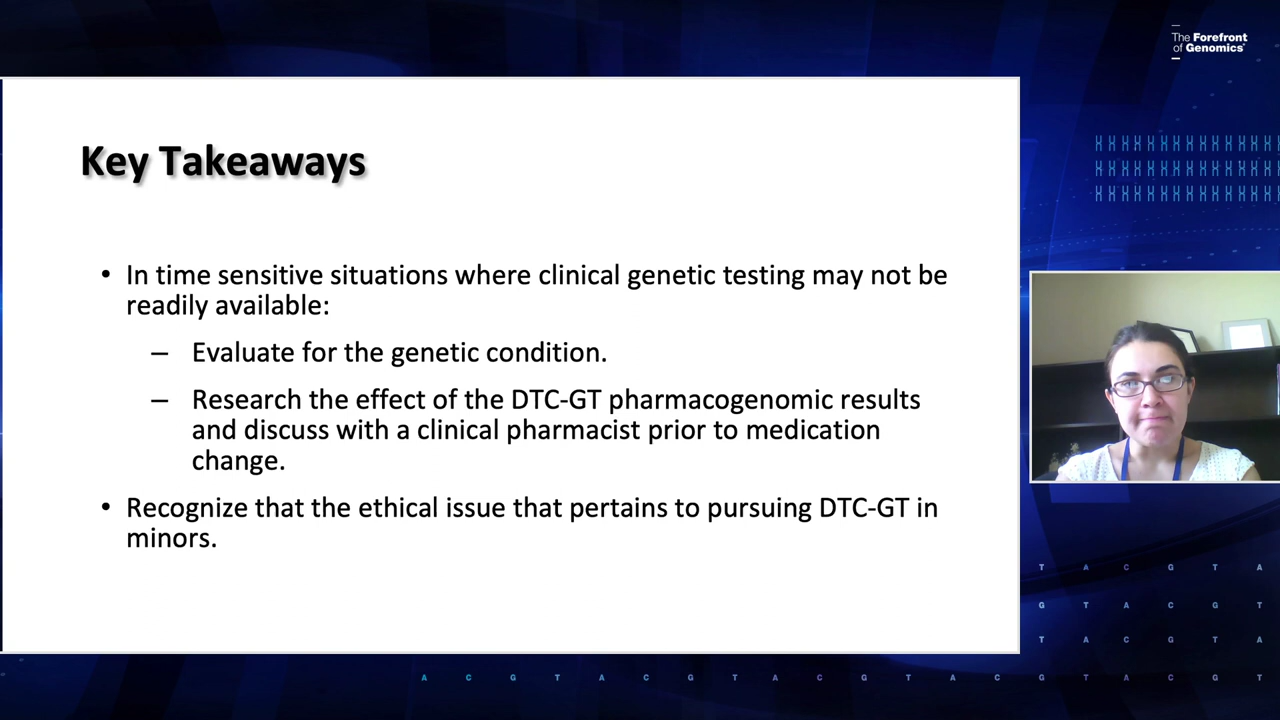 The Forefront
of Genomics®
Key Takeaways
• In time sensitive situations where clinical genetic testing may not be
readily available:
– Evaluate for the genetic condition.
– Research the effect of the DTC-GT pharmacogenomic results
and discuss with a clinical pharmacist prior to medication
change.
• Recognize that the ethical issue that pertains to pursuing DTC-GT in
minors.
T A C G T A
G T A C G T
T A C G T A
A C G T A C G T A C G T A C G T A C G T